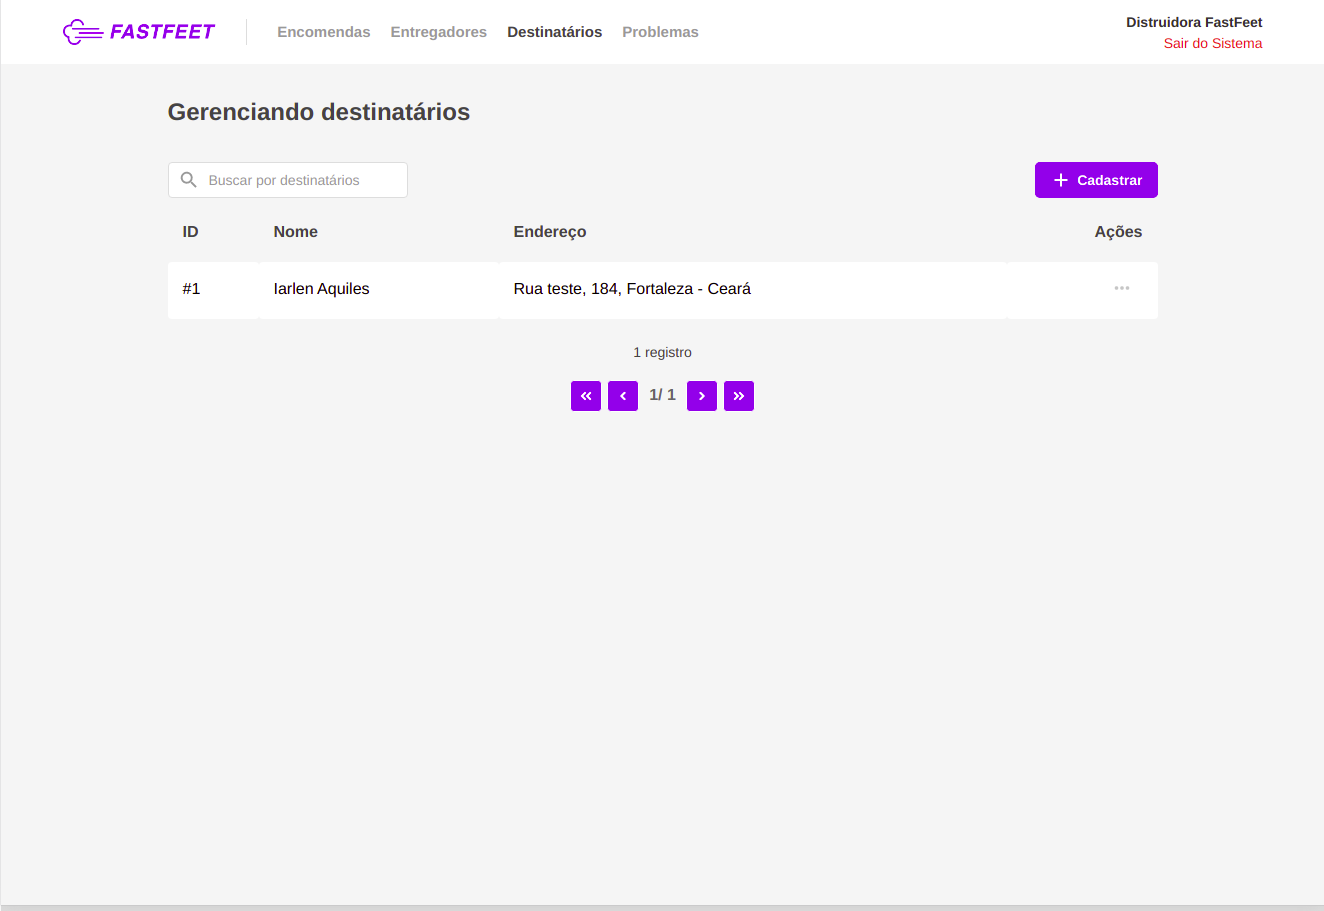 FASTFEET
Encomendas Entregadores Destinatários Problemas
Distruidora FastFeet
Sair do Sistema
Gerenciando destinatários
Buscar por destinatários
Cadastrar
ID Nome Endereço Ações
#1 Iarlen Aquiles Rua teste, 184, Fortaleza - Ceará
1 registro
1/ 1